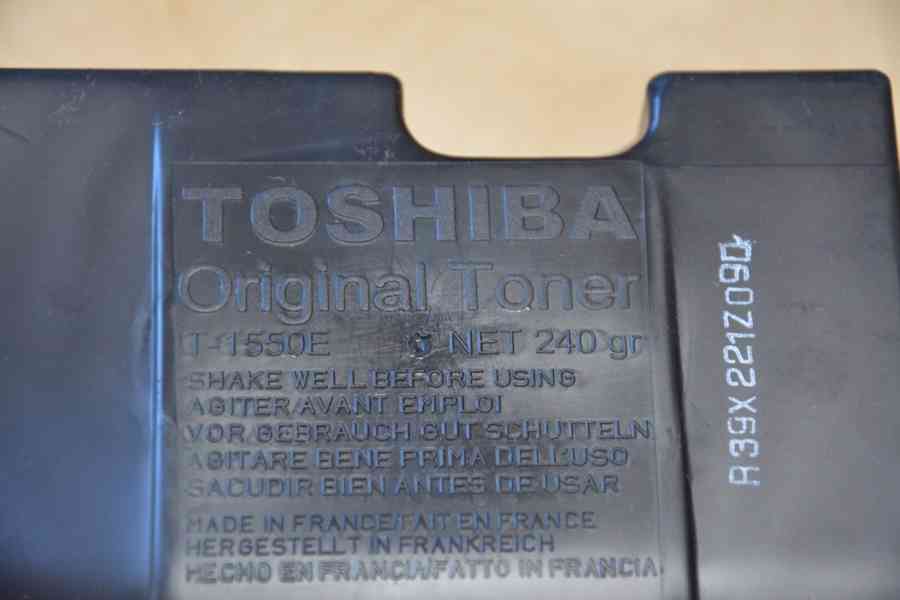 TOSHIBA
Original Toner
T-1550E 6 NET 240 gr
SHAKE WELL BEFORE USING
AGITER AVANT EMPLOI
VOR GEBRAUCH GUT SCHUTTELN
AGITARE BENE PRIMA DELL'USO
SACUDIR BIEN ANTES DE USAR
MADE IN FRANCE/FAIT EN FRANCE
HERGESTELLT IN FRANKREICH
HECHO EN FRANCIA/FATTO IN FRANCIA
R39X221Z09D